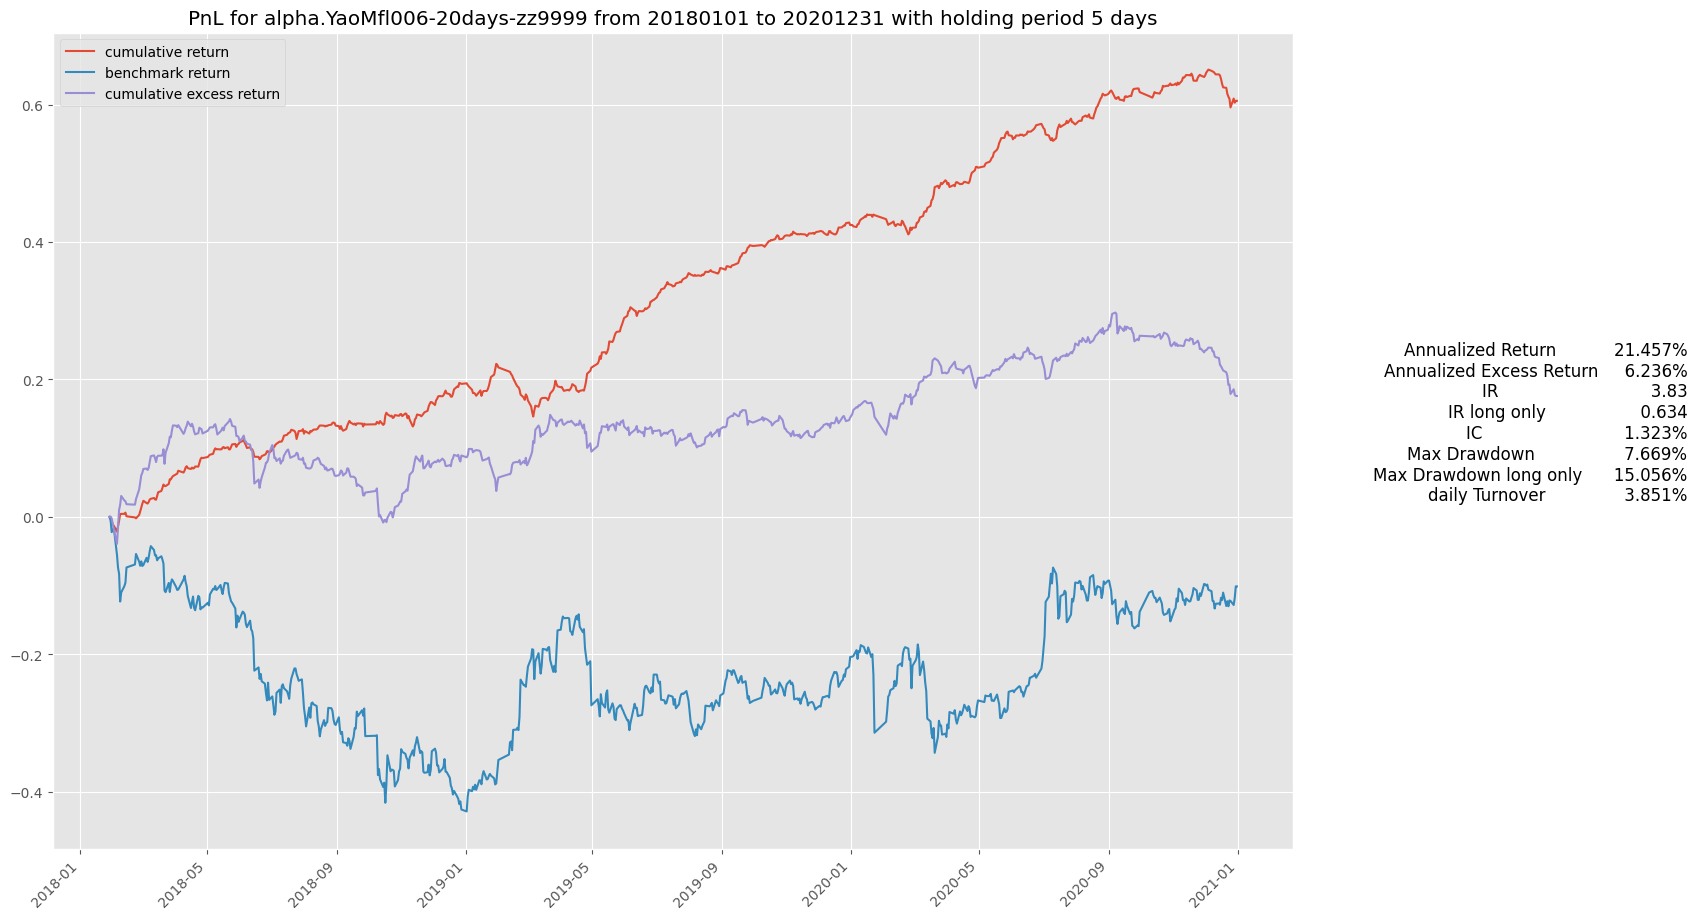 PnL for alpha.YaoMfl006-20days-zz9999 from 20180101 to 20201231 with holding period 5 days
cumulative return
benchmark return
cumulative excess return
0.6
0.4
0.2
0.0
−0.2
−0.4
2018-01
2018-05
2018-09
2019-01
2019-05
2019-09
2020-01
2020-05
2020-09
2021-01
Annualized Return 21.457%
Annualized Excess Return 6.236%
IR 3.83
IR long only 0.634
IC 1.323%
Max Drawdown 7.669%
Max Drawdown long only 15.056%
daily Turnover 3.851%